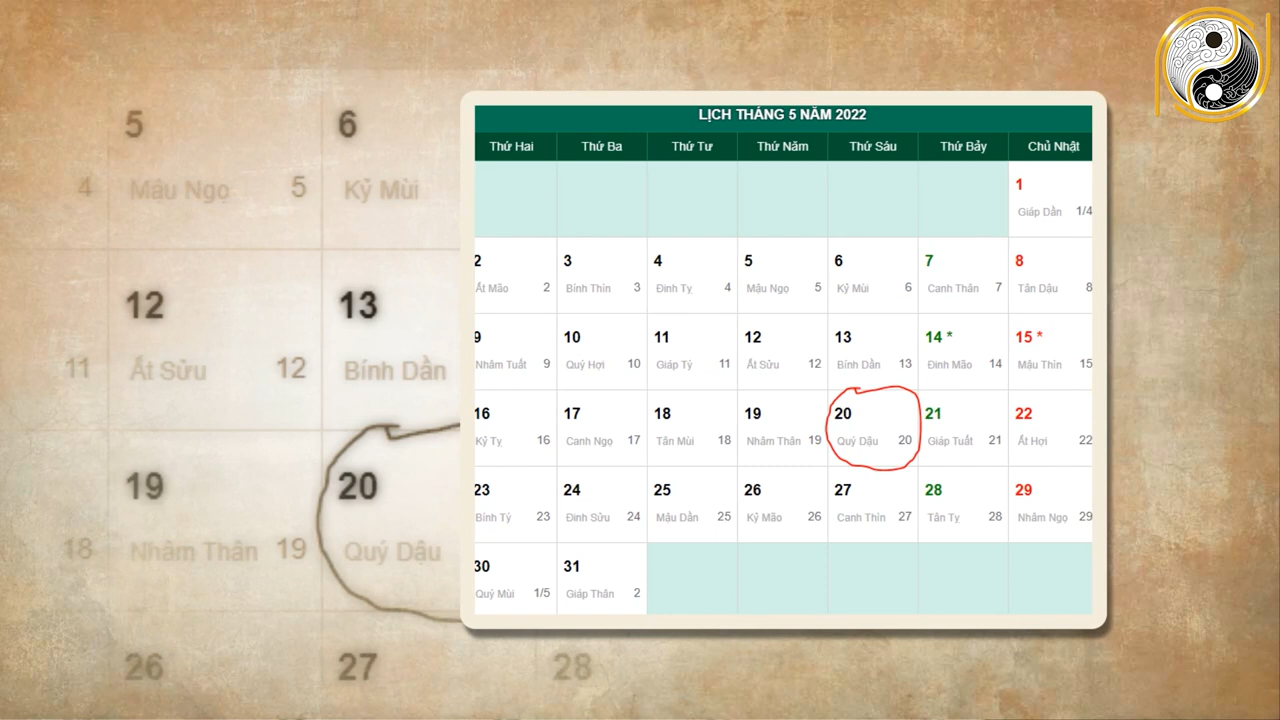 5 6
4 Mậu Ngọ 5 Kỷ Mùi
12 13
11 Ất Sửu 12 Bính Dần
19 20
18 Nhâm Thân 19 Quý Dậu
26 27 28
LỊCH THÁNG 5 NĂM 2022
Thứ Hai Thứ Ba Thứ Tư Thứ Năm Thứ Sáu Thứ Bảy Chủ Nhật
1
Giáp Dần 1/4
2 3 4 5 6 7 8
Ất Mão 2 Bính Thìn 3 Đinh Tỵ 4 Mậu Ngọ 5 Kỷ Mùi 6 Canh Thân 7 Tân Dậu 8
9 10 11 12 13 14 * 15 *
Nhâm Tuất 9 Quý Hợi 10 Giáp Tý 11 Ất Sửu 12 Bính Dần 13 Đinh Mão 14 Mậu Thìn 15
16 17 18 19 20 21 22
Kỷ Tỵ 16 Canh Ngọ 17 Tân Mùi 18 Nhâm Thân 19 Quý Dậu 20 Giáp Tuất 21 Ất Hợi 22
23 24 25 26 27 28 29
Bính Tý 23 Đinh Sửu 24 Mậu Dần 25 Kỷ Mão 26 Canh Thìn 27 Tân Tỵ 28 Nhâm Ngọ 29
30 31
Quý Mùi 1/5 Giáp Thân 2